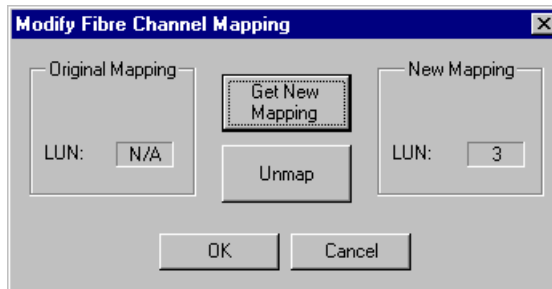 Modify Fibre Channel Mapping
Original Mapping
LUN: N/A
Get New
Mapping
Unmap
New Mapping
LUN: 3
OK
Cancel